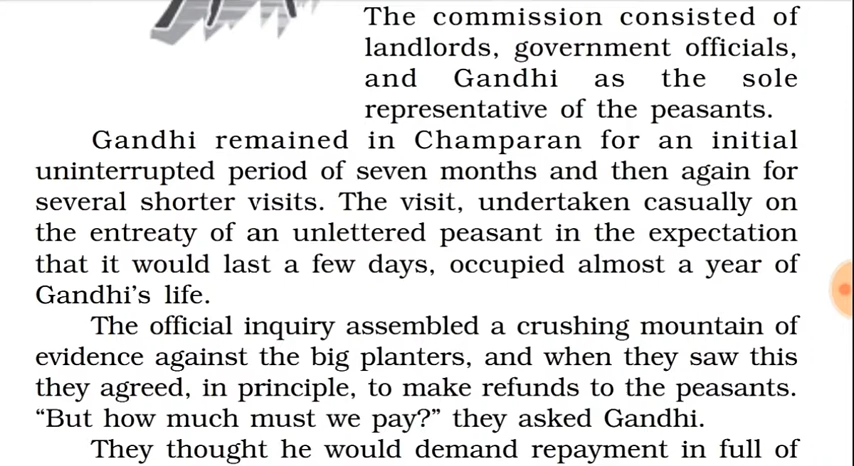 The commission consisted of
landlords, government officials,
and Gandhi as the sole
representative of the peasants.
Gandhi remained in Champaran for an initial
uninterrupted period of seven months and then again for
several shorter visits. The visit, undertaken casually on
the entreaty of an unlettered peasant in the expectation
that it would last a few days, occupied almost a year of
Gandhi’s life.
The official inquiry assembled a crushing mountain of
evidence against the big planters, and when they saw this
they agreed, in principle, to make refunds to the peasants.
“But how much must we pay?” they asked Gandhi.
They thought he would demand repayment in full of